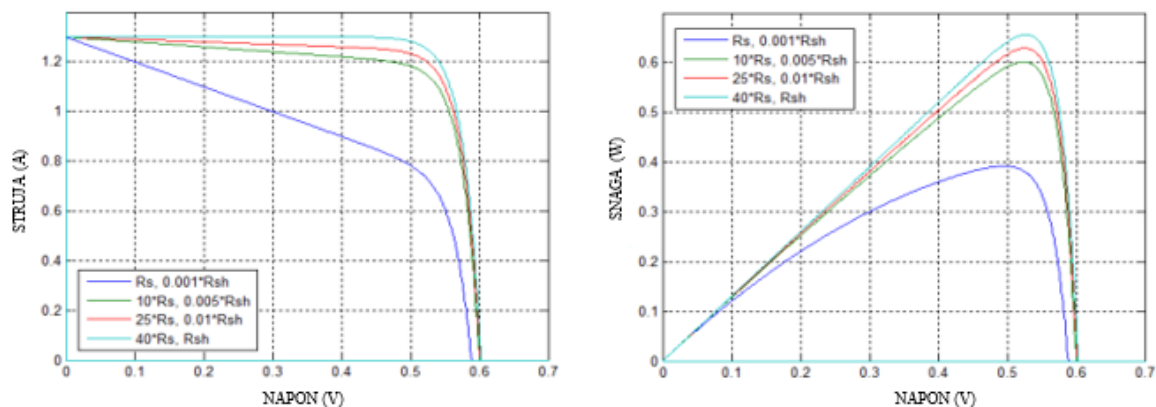 STRUJA (A)
1.2
1
0.8
0.6
0.4
0.2
0
Rs, 0.001*Rsh
10*Rs, 0.005*Rsh
25*Rs, 0.01*Rsh
40*Rs, Rsh
0 0.1 0.2 0.3 0.4 0.5 0.6 0.7
NAPON (V)
SNAGA (W)
0.6
0.5
0.4
0.3
0.2
0.1
0
Rs, 0.001*Rsh
10*Rs, 0.005*Rsh
25*Rs, 0.01*Rsh
40*Rs, Rsh
0 0.1 0.2 0.3 0.4 0.5 0.6 0.7
NAPON (V)